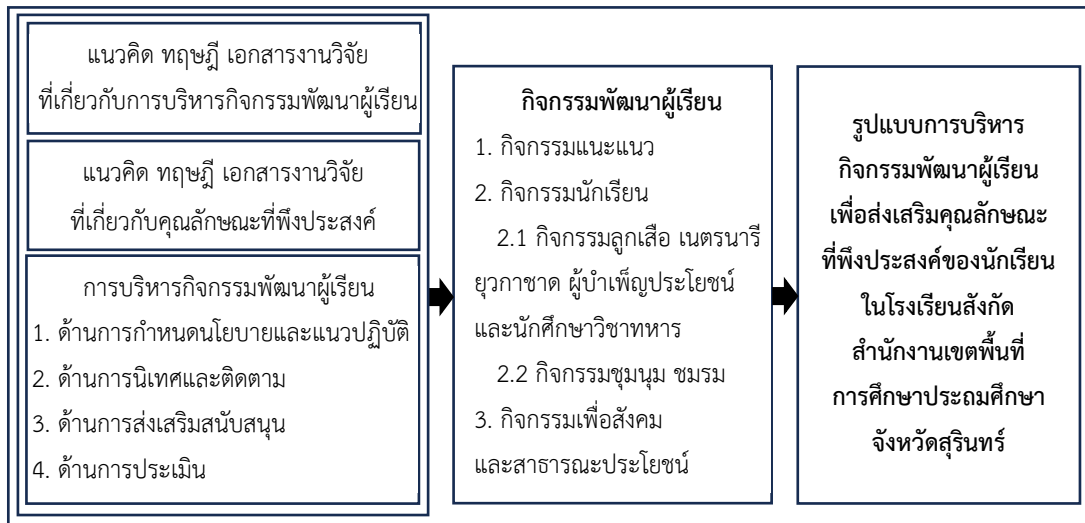 แนวคิด ทฤษฎี เอกสารงานวิจัย
ที่เกี่ยวกับการบริหารกิจกรรมพัฒนาผู้เรียน
แนวคิด ทฤษฎี เอกสารงานวิจัย
ที่เกี่ยวกับคุณลักษณะที่พึงประสงค์
การบริหารกิจกรรมพัฒนาผู้เรียน
1. ด้านการกำหนดนโยบายและแนวปฏิบัติ
2. ด้านการนิเทศและติดตาม
3. ด้านการส่งเสริมสนับสนุน
4. ด้านการประเมิน
กิจกรรมพัฒนาผู้เรียน
1. กิจกรรมแนะแนว
2. กิจกรรมนักเรียน
2.1 กิจกรรมลูกเสือ เนตรนารี
ยุวกาชาด ผู้บำเพ็ญประโยชน์
และนักศึกษาวิชาทหาร
2.2 กิจกรรมชุมนุม ชมรม
3. กิจกรรมเพื่อสังคม
และสาธารณะประโยชน์
รูปแบบการบริหาร
กิจกรรมพัฒนาผู้เรียน
เพื่อส่งเสริมคุณลักษณะ
ที่พึงประสงค์ของนักเรียน
ในโรงเรียนสังกัด
สำนักงานเขตพื้นที่
การศึกษาประถมศึกษา
จังหวัดสุรินทร์